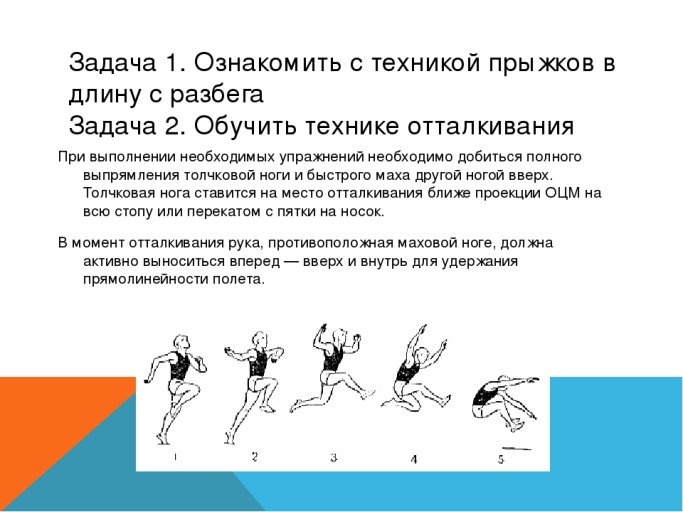 Задача 1. Ознакомить с техникой прыжков в
длину с разбега
Задача 2. Обучить технике отталкивания
При выполнении необходимых упражнений необходимо добиться полного
выпрямления толчковой ноги и быстрого маха другой ногой вверх.
Толчковая нога ставится на место отталкивания ближе проекции ОЦМ на
всю стопу или перекатом с пятки на носок.
В момент отталкивания рука, противоположная маховой ноге, должна
активно выноситься вперед — вверх и внутрь для удержания
прямолинейности полета.
1 2 3 4 5